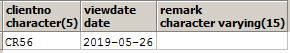 clientno viewdate remark
character(5) date character varying(15)
CR56 2019-05-26